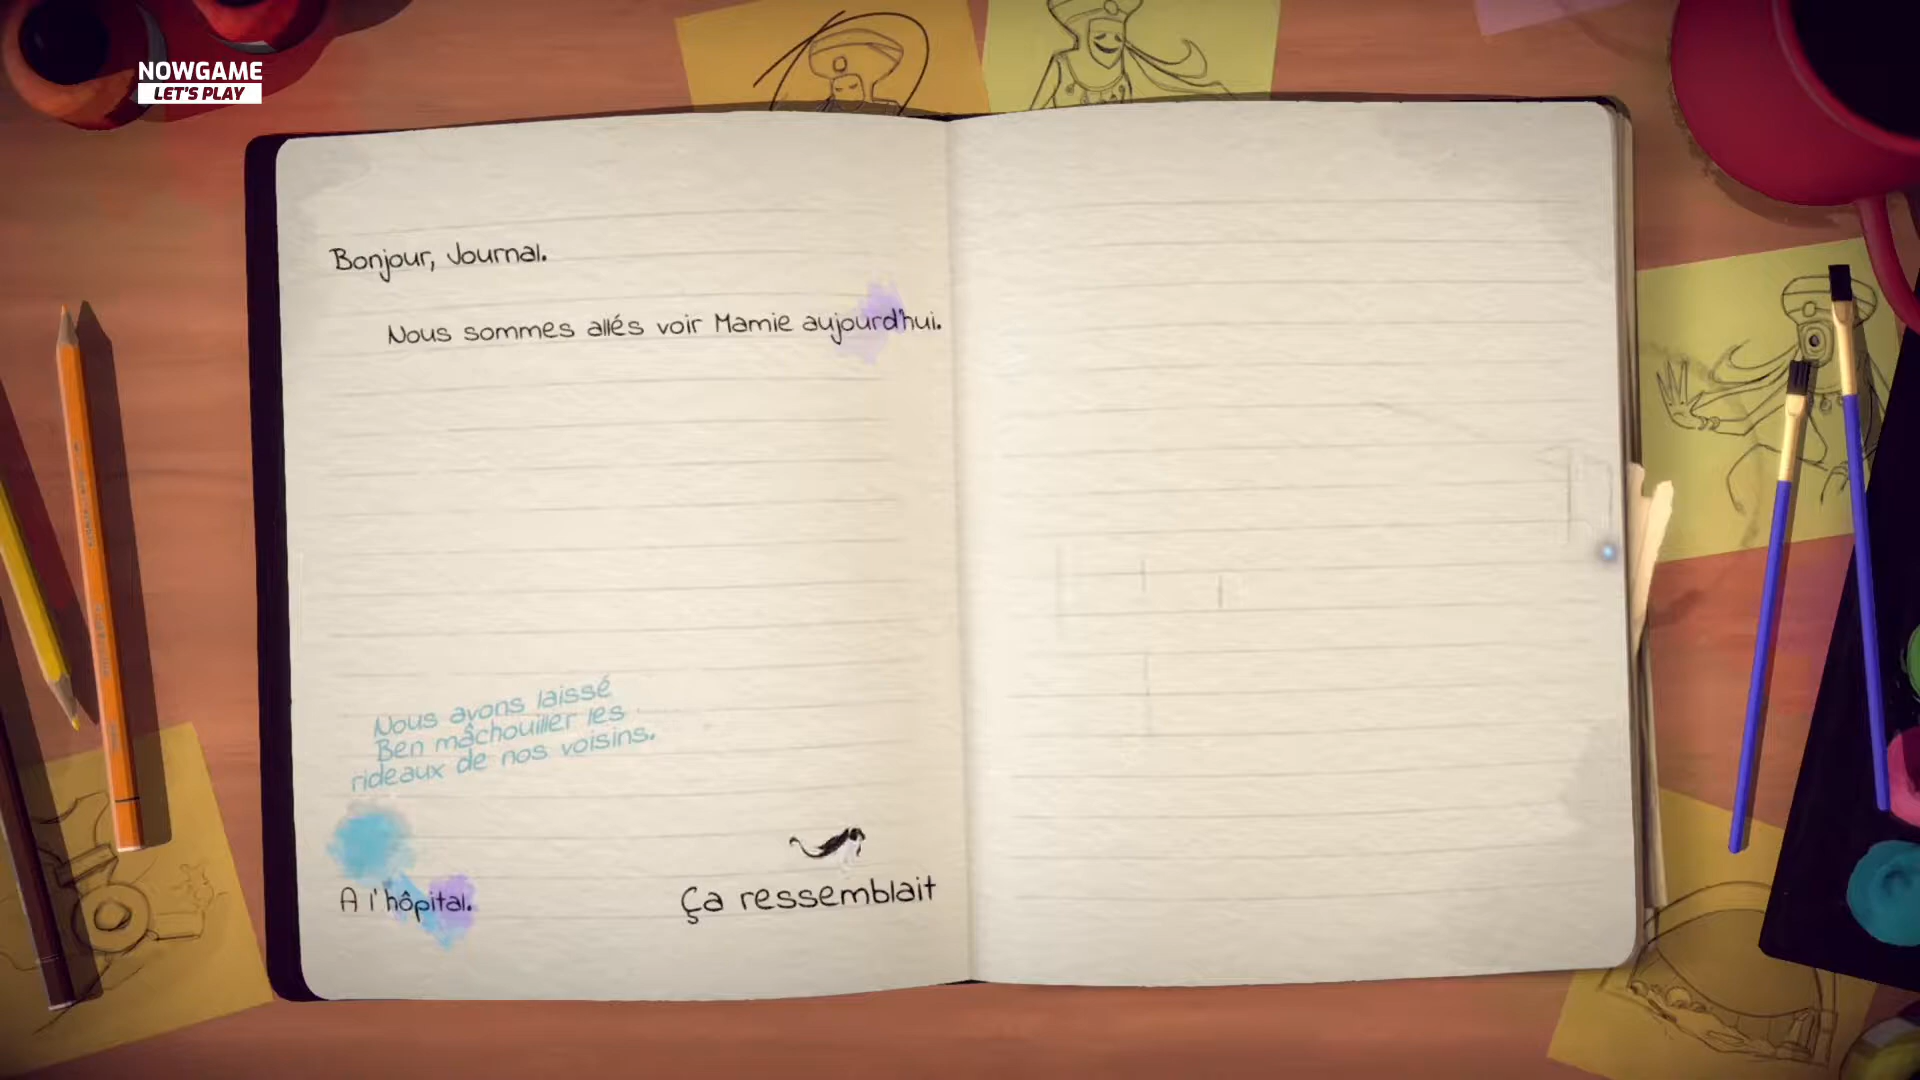 NOWGAME
LET'S PLAY
Bonjour, Journal.
Nous sommes allés voir Mamie aujourd'hui.
Nous avons laissé
Ben mâchouiller les
rideaux de nos voisins.
A l'hôpital.
Ça ressemblait